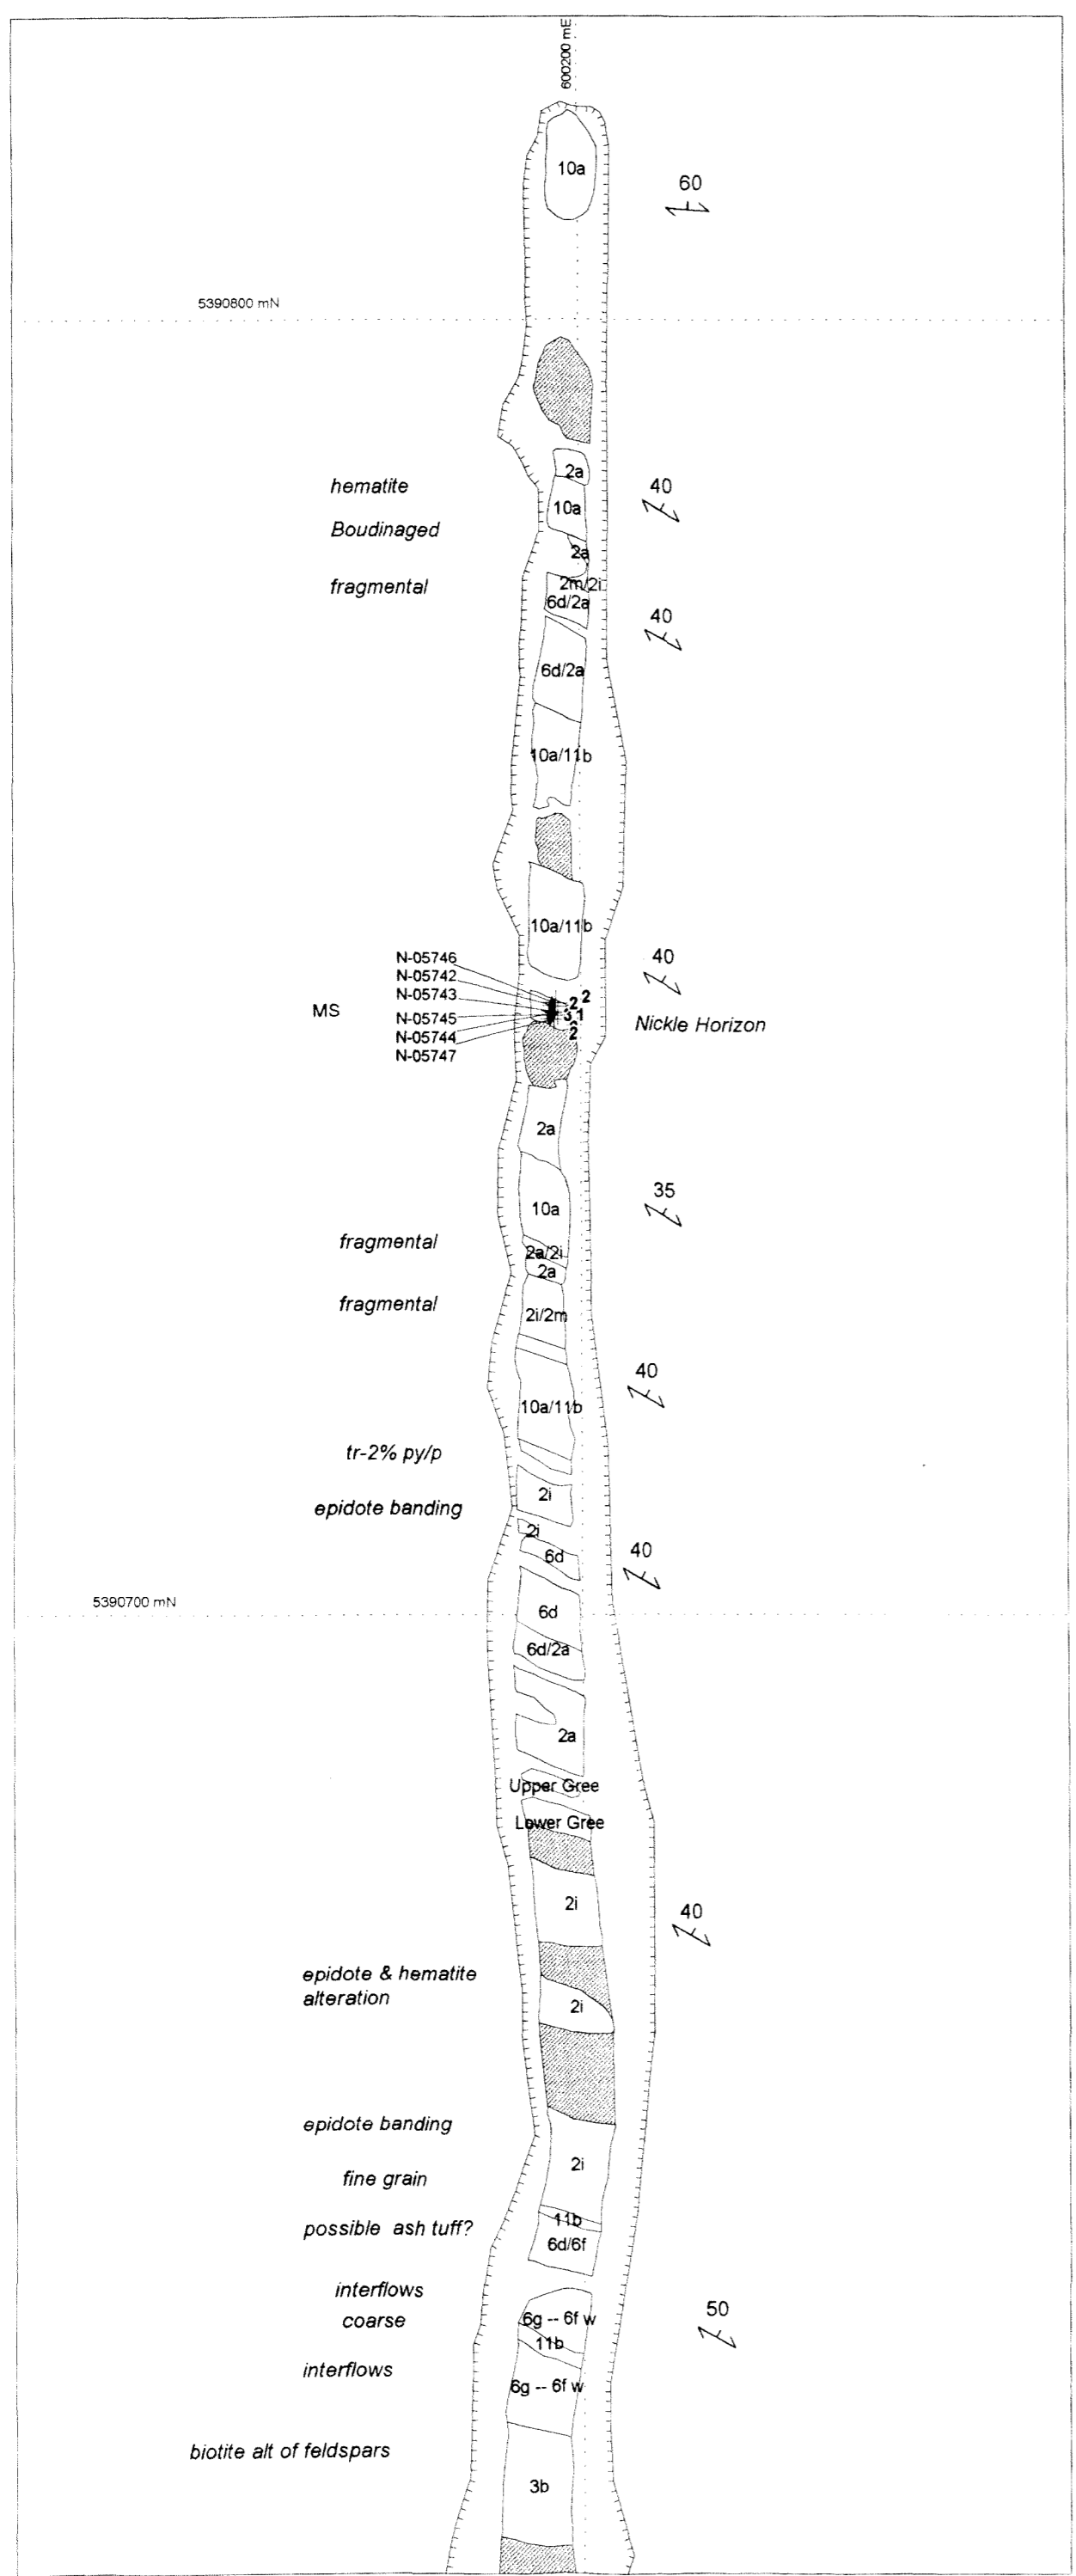 600200 mE
10a
60
5390800 mN
2a
hematite
40
10a
Boudinaged
2a
fragmental
2m/2i
6d/2a
40
6d/2a
10a/11b
10a/11b
N-05746
40
N-05742
N-05743
2
2
MS
N-05745
3
1
Nickle Horizon
N-05744
2
N-05747
2a
35
10a
fragmental
2a/2i
2a
fragmental
2i/2m
40
10a/11b
tr-2% py/p
2i
epidote banding
2i
40
6d
5390700 mN
6d
6d/2a
2a
Upper Gree
Lower Gree
2i
40
epidote & hematite
alteration
2i
epidote banding
2i
fine grain
11b
possible ash tuff?
6d/6f
interflows
6g -- 6f w
coarse
50
11b
interflows
6g -- 6f w
biotite alt of feldspars
3b